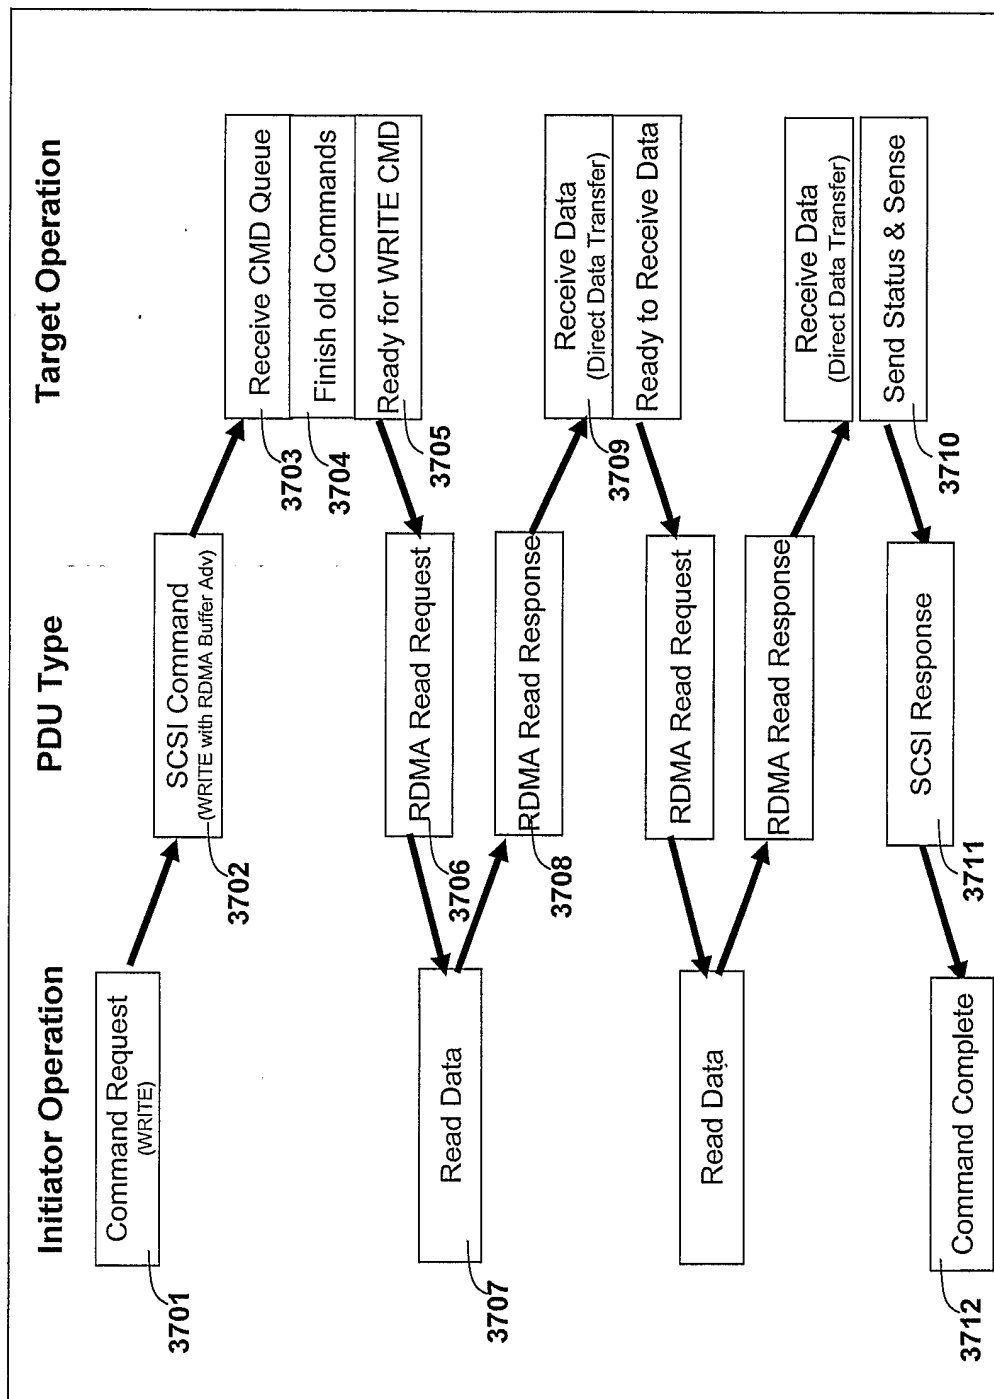 Initiator Operation
PDU Type
Target Operation
Command Request
(WRITE)
3701
SCSI Command
(WRITE with RDMA Buffer Adv)
3702
Receive CMD Queue
3703
Finish old Commands
3704
Ready for WRITE CMD
3705
RDMA Read Request
3706
Read Data
3707
RDMA Read Response
3708
Receive Data
(Direct Data Transfer)
3709
Ready to Receive Data
RDMA Read Request
Read Data
RDMA Read Response
Receive Data
(Direct Data Transfer)
Send Status & Sense
3710
SCSI Response
3711
Command Complete
3712